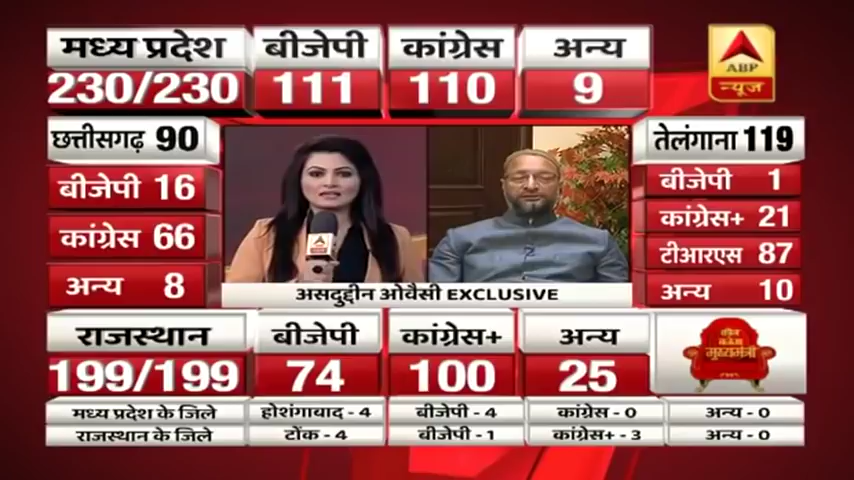 मध्य प्रदेश बीजेपी कांग्रेस अन्य
230/230 111 110 9
ABP
न्यूज़
छत्तीसगढ़ 90
बीजेपी 16
कांग्रेस 66
अन्य 8
तेलंगाना 119
बीजेपी 1
कांग्रेस+ 21
टीआरएस 87
अन्य 10
असदुद्दीन ओवैसी EXCLUSIVE
राजस्थान बीजेपी कांग्रेस+ अन्य
199/199 74 100 25
कौन
बनेगा
मुख्यमंत्री
मध्य प्रदेश के जिले होशंगाबाद - 4 बीजेपी - 4 कांग्रेस - 0 अन्य - 0
राजस्थान के जिले टोंक - 4 बीजेपी - 1 कांग्रेस+ - 3 अन्य - 0